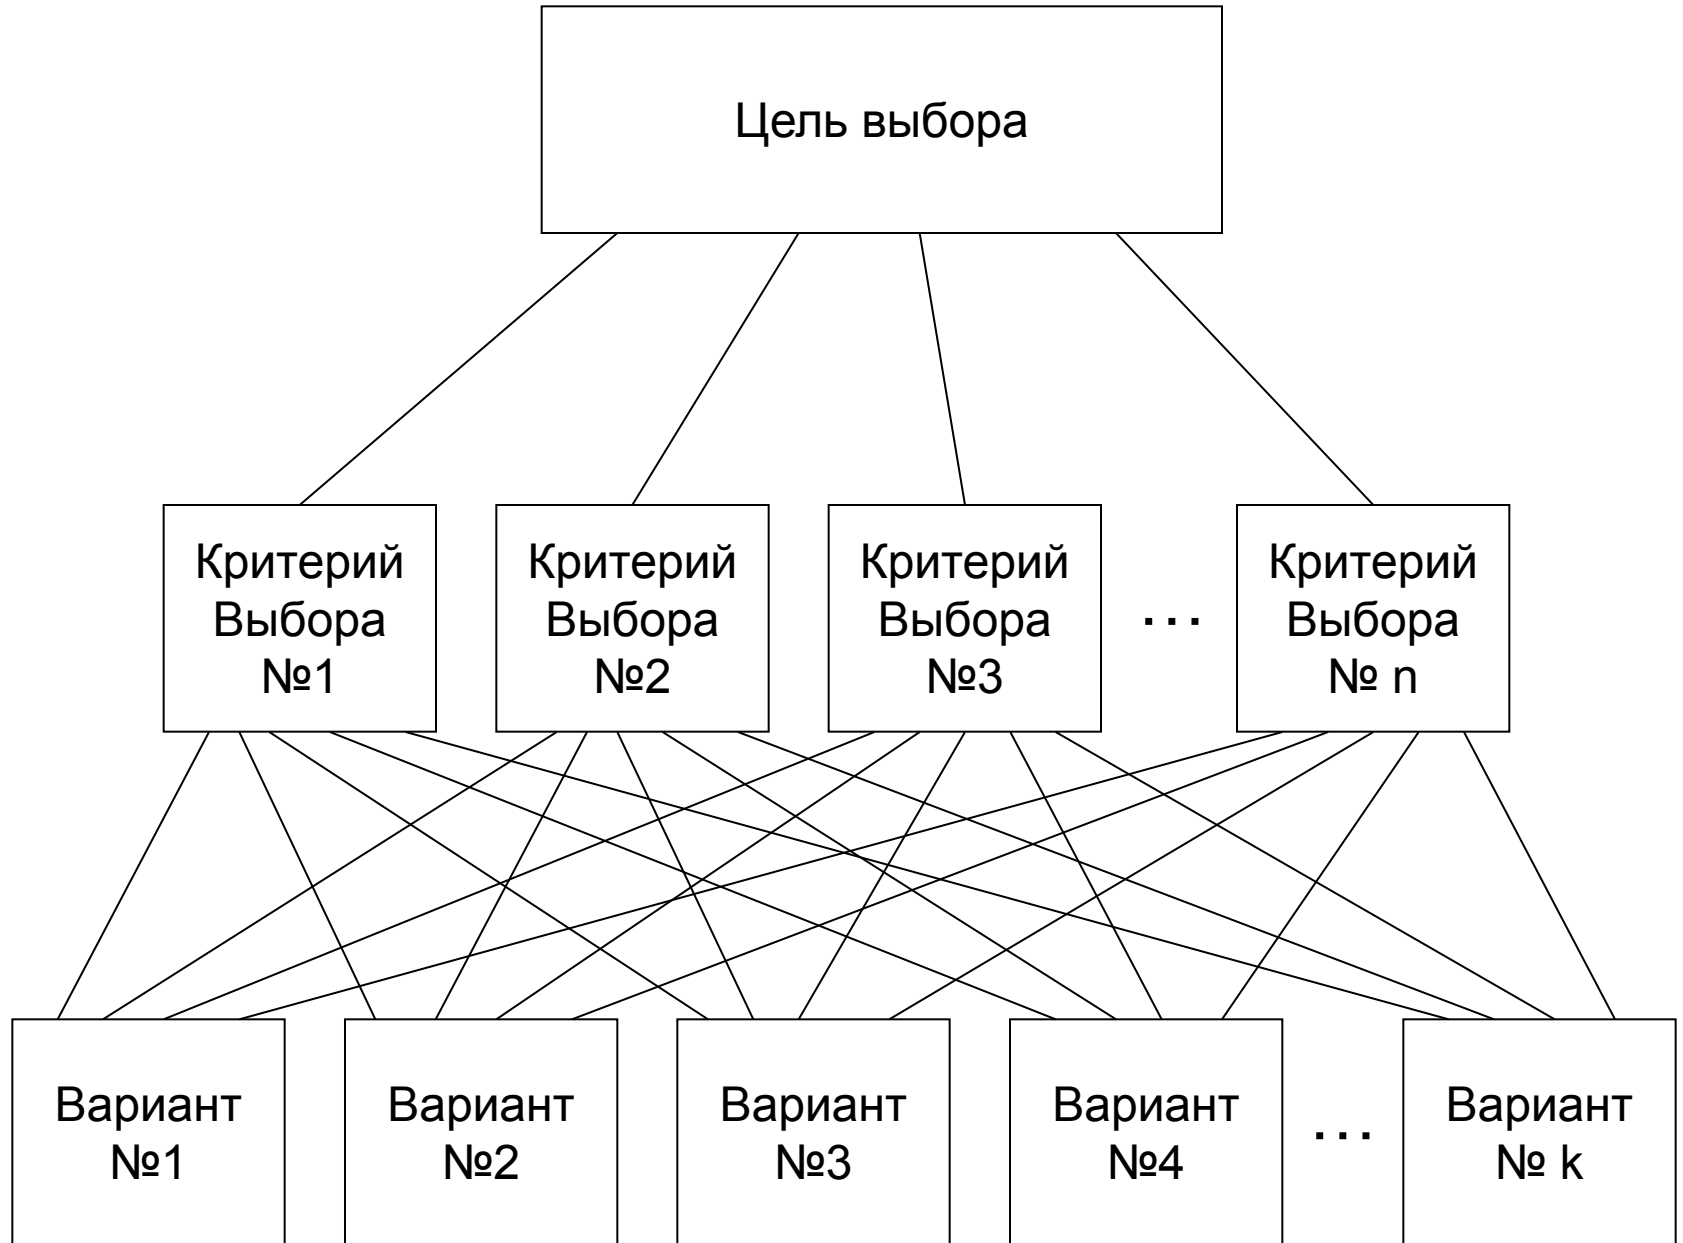 Цель выбора
Критерий
Выбора
№1
Критерий
Выбора
№2
Критерий
Выбора
№3
...
Критерий
Выбора
№ n
Вариант
№1
Вариант
№2
Вариант
№3
Вариант
№4
...
Вариант
№ k